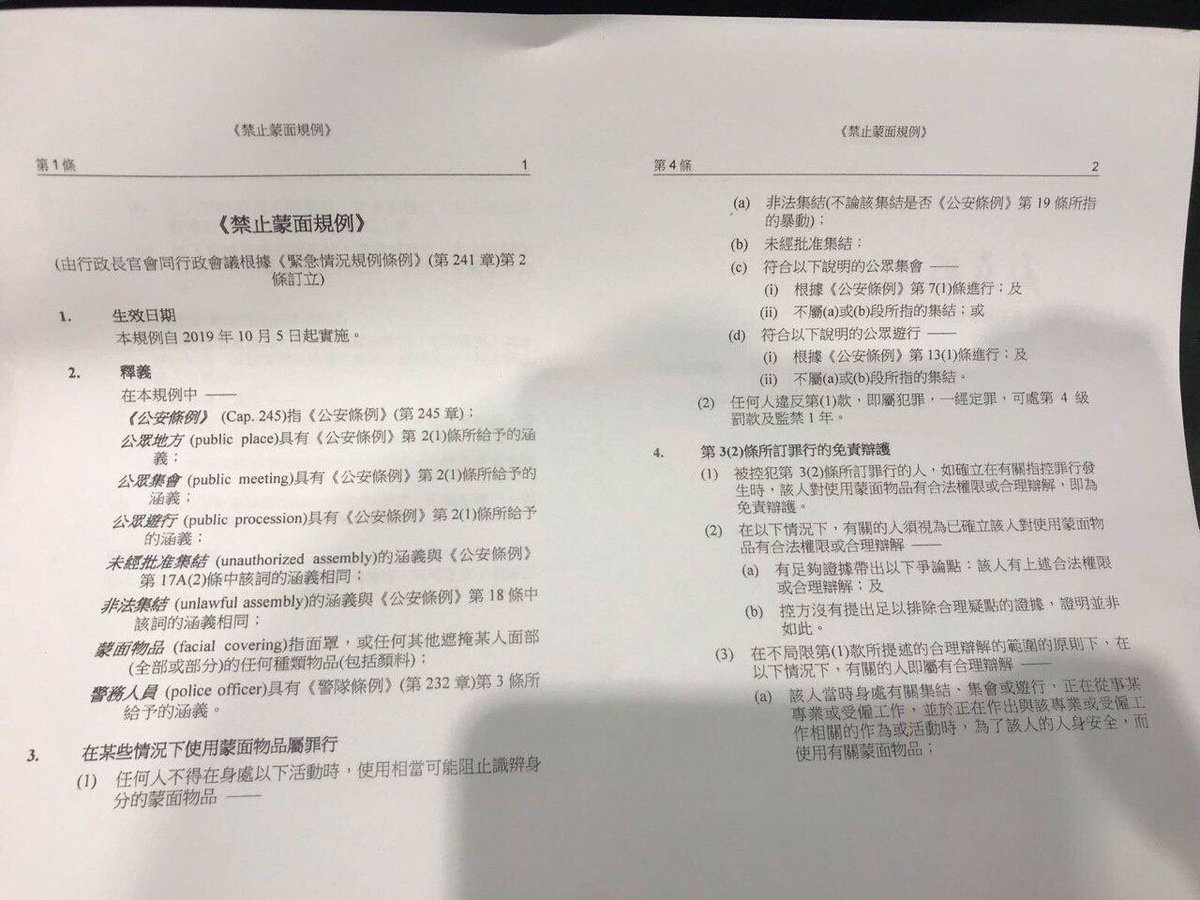 《禁止蒙面規例》
第 1 條 1
《禁止蒙面規例》
(由行政長官會同行政會議根據《緊急情況規例條例》(第 241 章)第 2
條訂立)
1. 生效日期
本規例自 2019 年 10 月 5 日起實施。
2. 釋義
在本規例中 ——
《公安條例》 (Cap. 245)指《公安條例》(第 245 章)；
公眾地方 (public place)具有《公安條例》第 2(1)條所給予的涵
義；
公眾集會 (public meeting)具有《公安條例》第 2(1)條所給予的
涵義；
公眾遊行 (public procession)具有《公安條例》第 2(1)條所給予
的涵義；
未經批准集結 (unauthorized assembly)的涵義與《公安條例》
第 17A(2)條中該詞的涵義相同；
非法集結 (unlawful assembly)的涵義與《公安條例》第 18 條中
該詞的涵義相同；
蒙面物品 (facial covering)指面罩，或任何其他遮掩某人面部
(全部或部分)的任何種類物品(包括顏料)；
警務人員 (police officer)具有《警隊條例》(第 232 章)第 3 條所
給予的涵義。
3. 在某些情況下使用蒙面物品屬罪行
(1) 任何人不得在身處以下活動時，使用相當可能阻止識辨身
分的蒙面物品 ——
《禁止蒙面規例》
第 4 條 2
(a) 非法集結(不論該集結是否《公安條例》第 19 條所指
的暴動)；
(b) 未經批准集結；
(c) 符合以下說明的公眾集會 ——
(i) 根據《公安條例》第 7(1)條進行；及
(ii) 不屬(a)或(b)段所指的集結；或
(d) 符合以下說明的公眾遊行 ——
(i) 根據《公安條例》第 13(1)條進行；及
(ii) 不屬(a)或(b)段所指的集結。
(2) 任何人違反第(1)款，即屬犯罪，一經定罪，可處第 4 級
罰款及監禁 1 年。
4. 第 3(2)條所訂罪行的免責辯護
(1) 被控犯第 3(2)條所訂罪行的人，如確立在有關指控罪行發
生時，該人對使用蒙面物品有合法權限或合理辯解，即為
免責辯護。
(2) 在以下情況下，有關的人須視為已確立該人對使用蒙面物
品有合法權限或合理辯解 ——
(a) 有足夠證據帶出以下爭論點：該人有上述合法權限
或合理辯解；及
(b) 控方沒有提出足以排除合理疑點的證據，證明並非
如此。
(3) 在不局限第(1)款所提述的合理辯解的範圍的原則下，在
以下情況下，有關的人即屬有合理辯解 ——
(a) 該人當時身處有關集結、集會或遊行，正在從事某
專業或受僱工作，並於正在作出與該專業或受僱工
作相關的作為或活動時，為了該人的人身安全，而
使用有關蒙面物品；